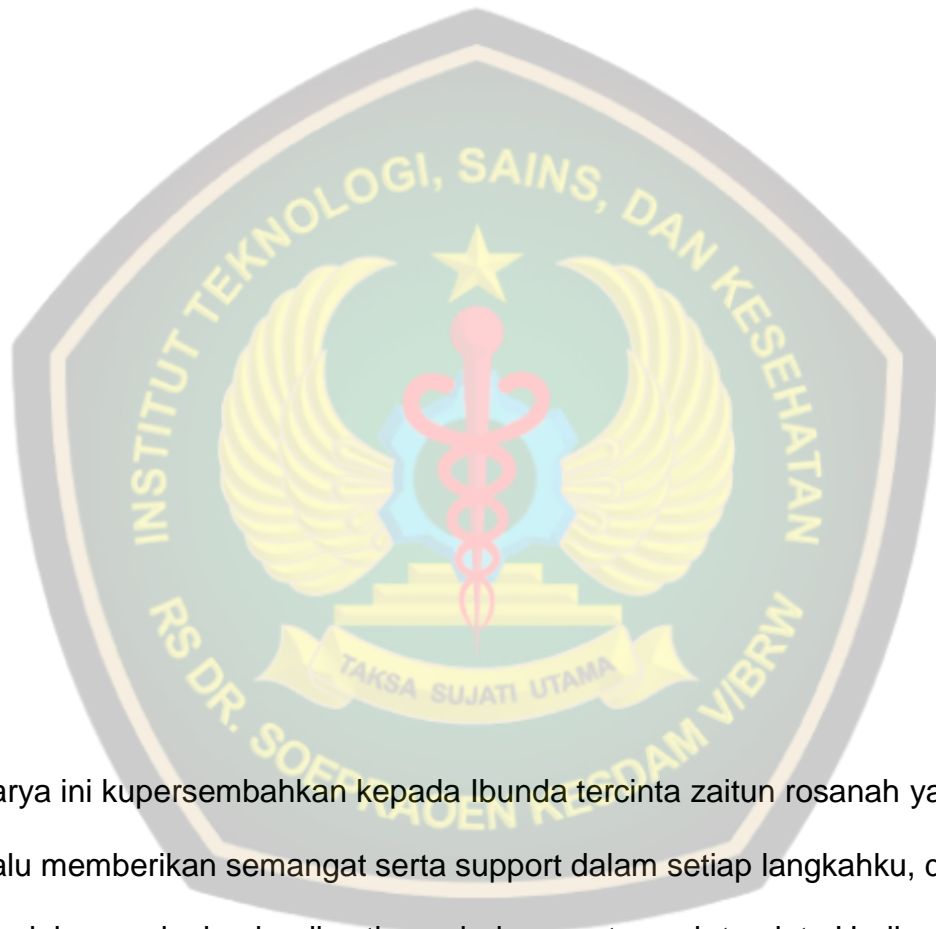 INSTITUT TEKNOLOGI, SAINS, DAN KESEHATAN
TAKSA SUJATI UTAMA
RS DR. SOEPRAOEN KESDAM V/BRW
arya ini kupersembahkan kepada Ibunda tercinta zaitun rosanah ya
alu memberikan semangat serta support dalam setiap langkahku, d